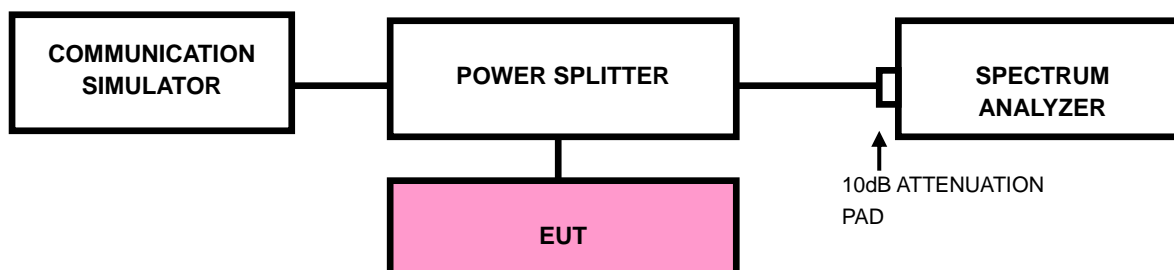 COMMUNICATION
SIMULATOR
POWER SPLITTER
SPECTRUM
ANALYZER
10dB ATTENUATION
PAD
EUT